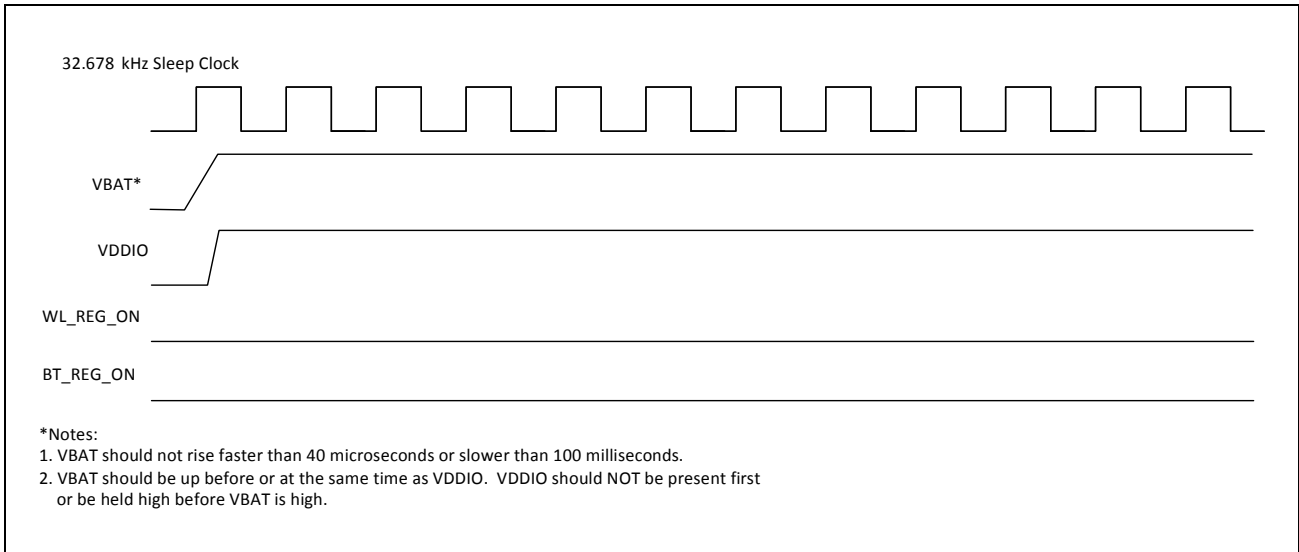 32.678 kHz Sleep Clock
VBAT*
VDDIO
WL_REG_ON
BT_REG_ON
*Notes:
1. VBAT should not rise faster than 40 microseconds or slower than 100 milliseconds.
2. VBAT should be up before or at the same time as VDDIO. VDDIO should NOT be present first
or be held high before VBAT is high.